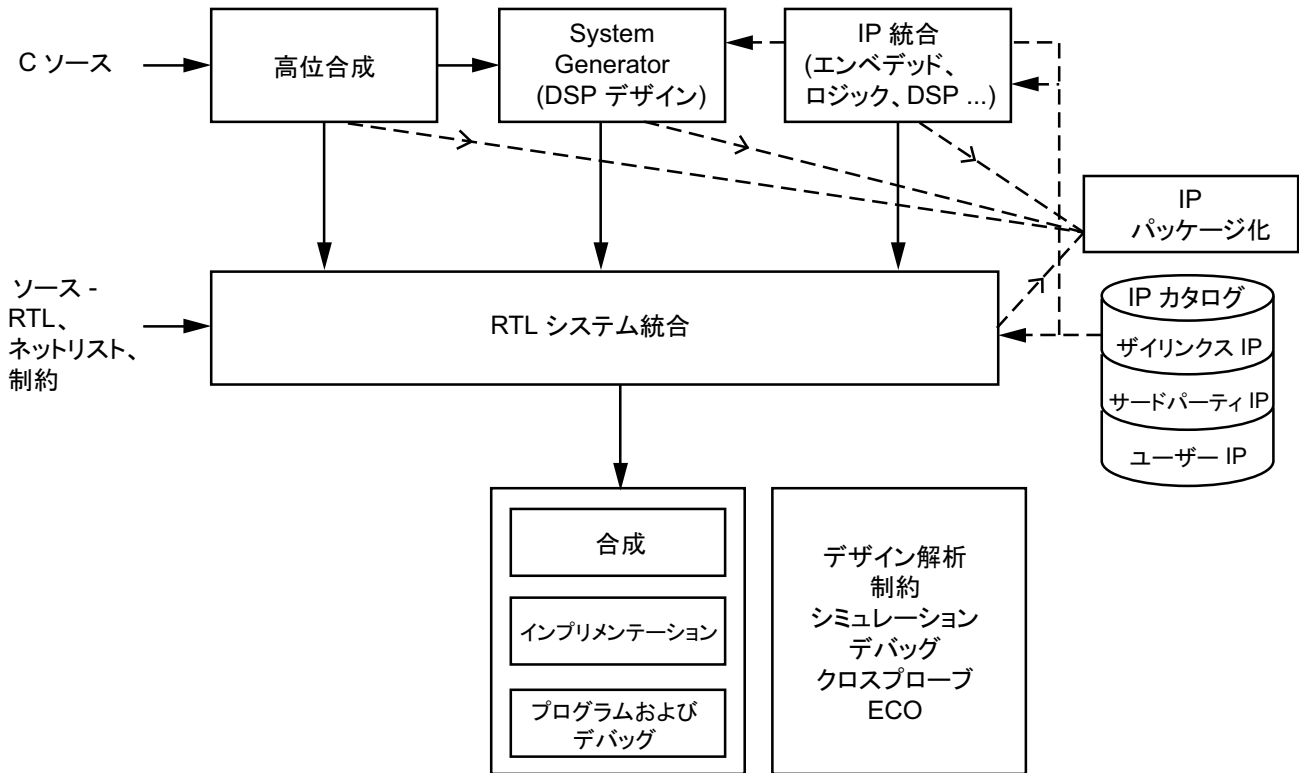 C ソース
高位合成
System
Generator
(DSP デザイン)
IP 統合
(エンベデッド、
ロジック、DSP ...)
IP
パッケージ化
ソース -
RTL、
ネットリスト、
制約
RTL システム統合
IP カタログ
ザイリンクス IP
サードパーティ IP
ユーザー IP
合成
インプリメンテーション
プログラムおよび
デバッグ
デザイン解析
制約
シミュレーション
デバッグ
クロスプローブ
ECO